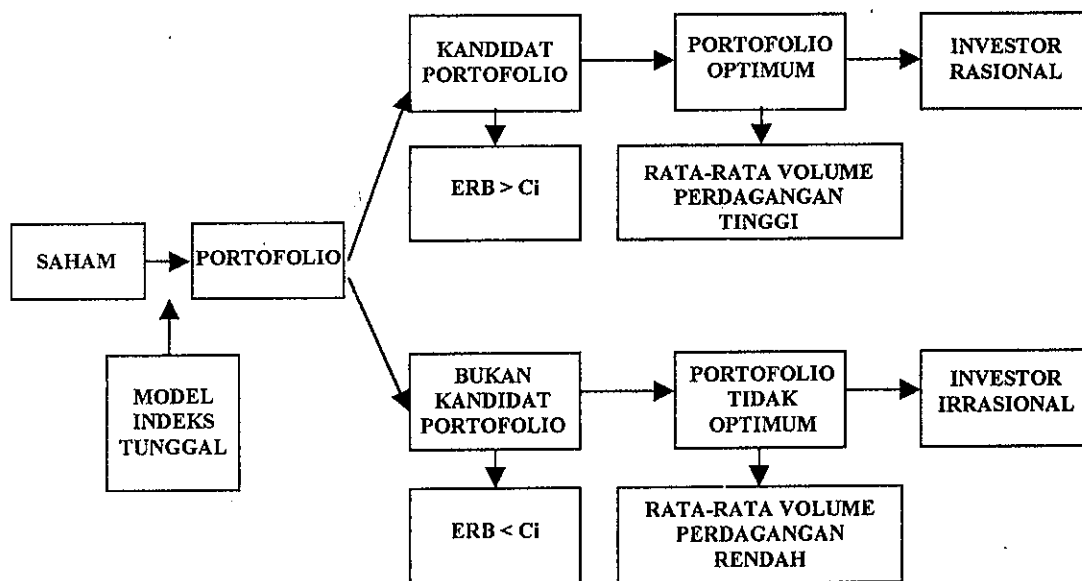 KANDIDAT
PORTOFOLIO
PORTOFOLIO
OPTIMUM
INVESTOR
RASIONAL
ERB > Ci
RATA-RATA VOLUME
PERDAGANGAN
TINGGI
SAHAM
PORTOFOLIO
MODEL
INDEKS
TUNGGAL
BUKAN
KANDIDAT
PORTOFOLIO
PORTOFOLIO
TIDAK
OPTIMUM
INVESTOR
IRRASIONAL
ERB < Ci
RATA-RATA VOLUME
PERDAGANGAN
RENDAH